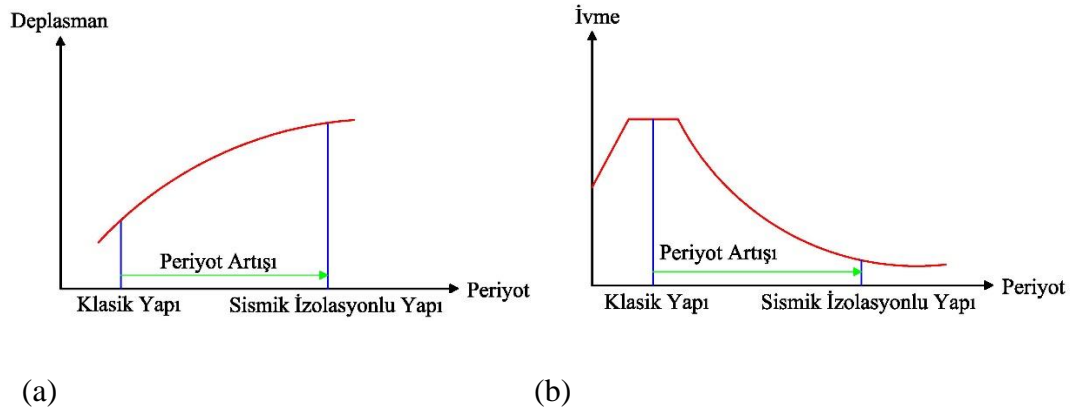 Deplasman
Periyot Artışı
Periyot
Klasik Yapı
Sismik İzolasyonlu Yapı
(a)
İvme
Periyot Artışı
Periyot
Klasik Yapı
Sismik İzolasyonlu Yapı
(b)